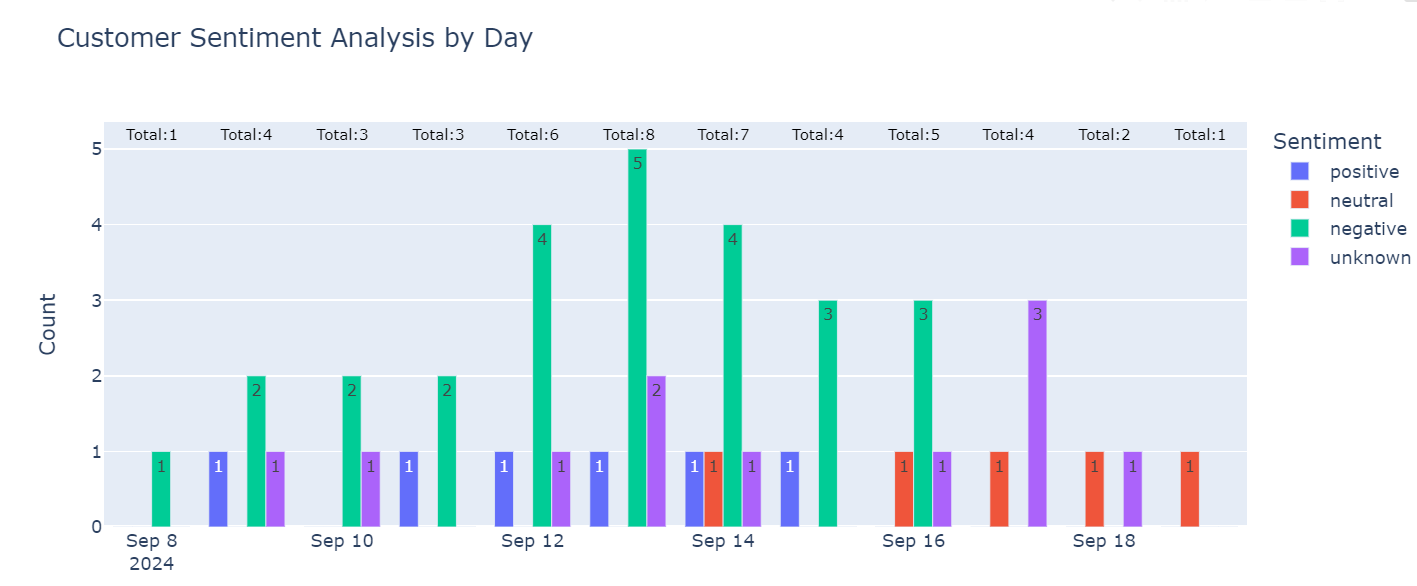 Customer Sentiment Analysis by Day
Total:1 Total:4 Total:3 Total:3 Total:6 Total:8 Total:7 Total:4 Total:5 Total:4 Total:2 Total:1
Sentiment
positive
neutral
negative
unknown
Count
5
4
3
2
1
0
5
4 4
3 3 3
2 2 2 2
1 1 1 1 1 1 1 1 1 1 1 1 1 1 1 1 1 1 1
Sep 8 Sep 10 Sep 12 Sep 14 Sep 16 Sep 18
2024